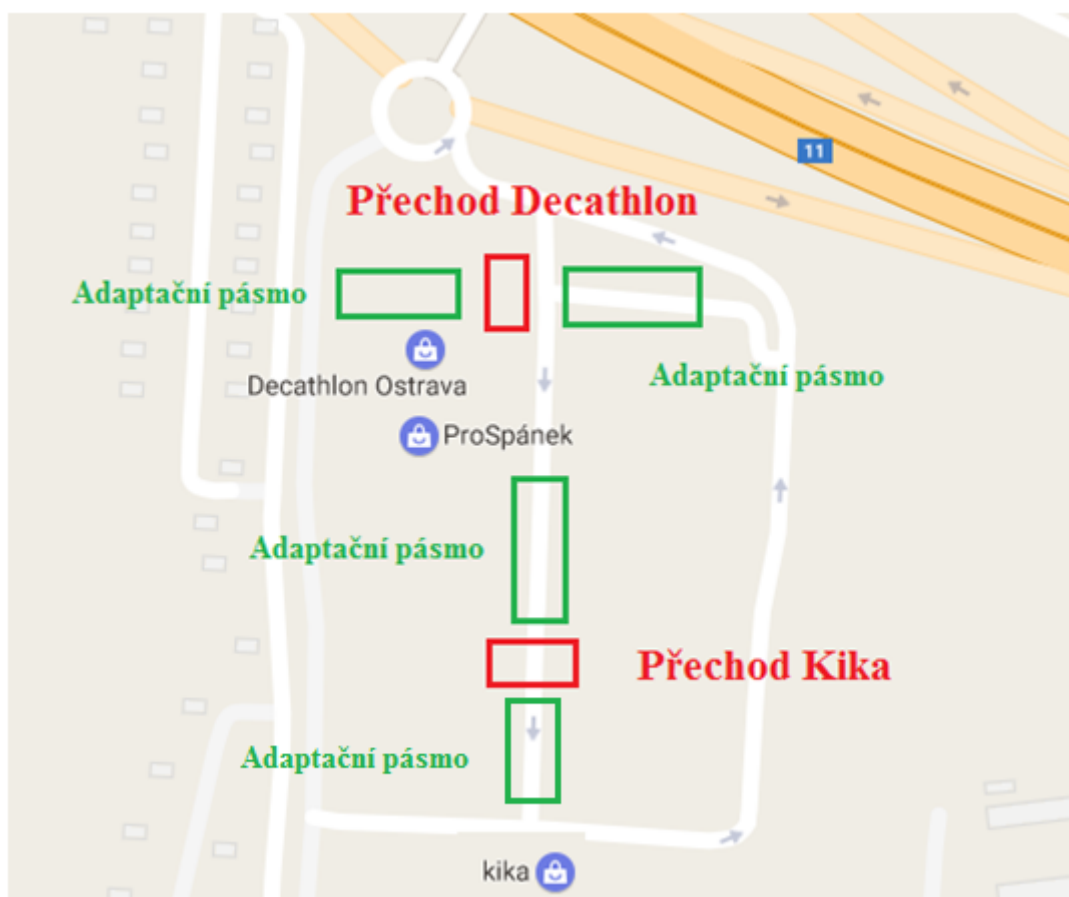 11
Přechod Decathlon
Adaptační pásmo
Decathlon Ostrava
Adaptační pásmo
ProSpánek
Adaptační pásmo
Přechod Kika
Adaptační pásmo
kika